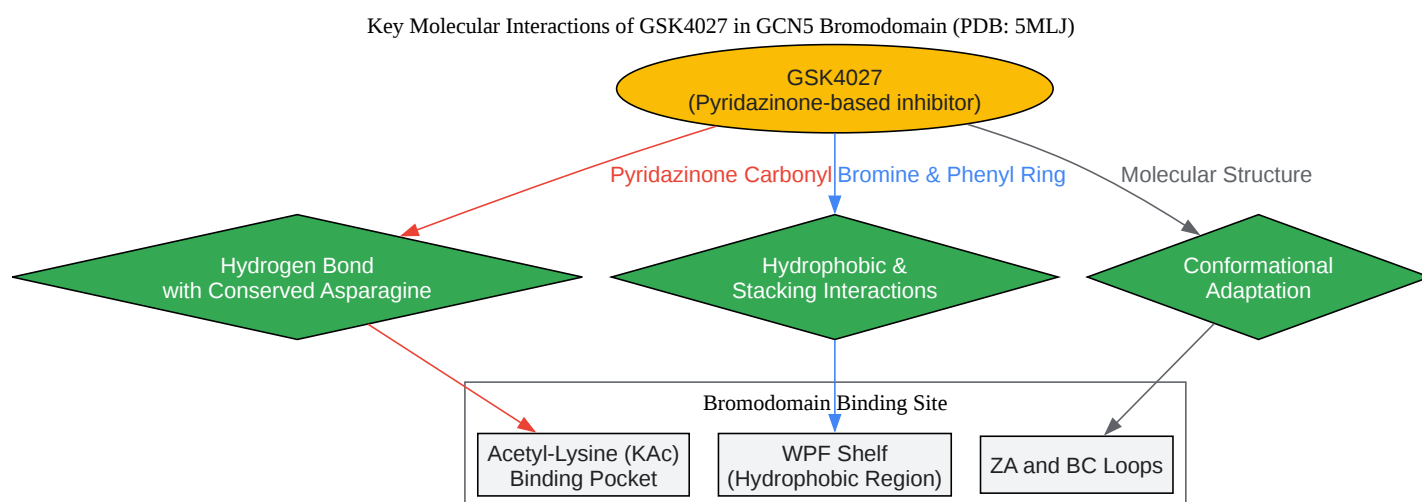 Key Molecular Interactions of GSK4027 in GCN5 Bromodomain (PDB: 5MLJ)
GSK4027
(Pyridazinone-based inhibitor)
Pyridazinone Carbonyl
Bromine & Phenyl Ring
Molecular Structure
Hydrogen Bond
with Conserved Asparagine
Hydrophobic &
Stacking Interactions
Conformational
Adaptation
Bromodomain Binding Site
Acetyl-Lysine (KAc)
Binding Pocket
WPF Shelf
(Hydrophobic Region)
ZA and BC Loops